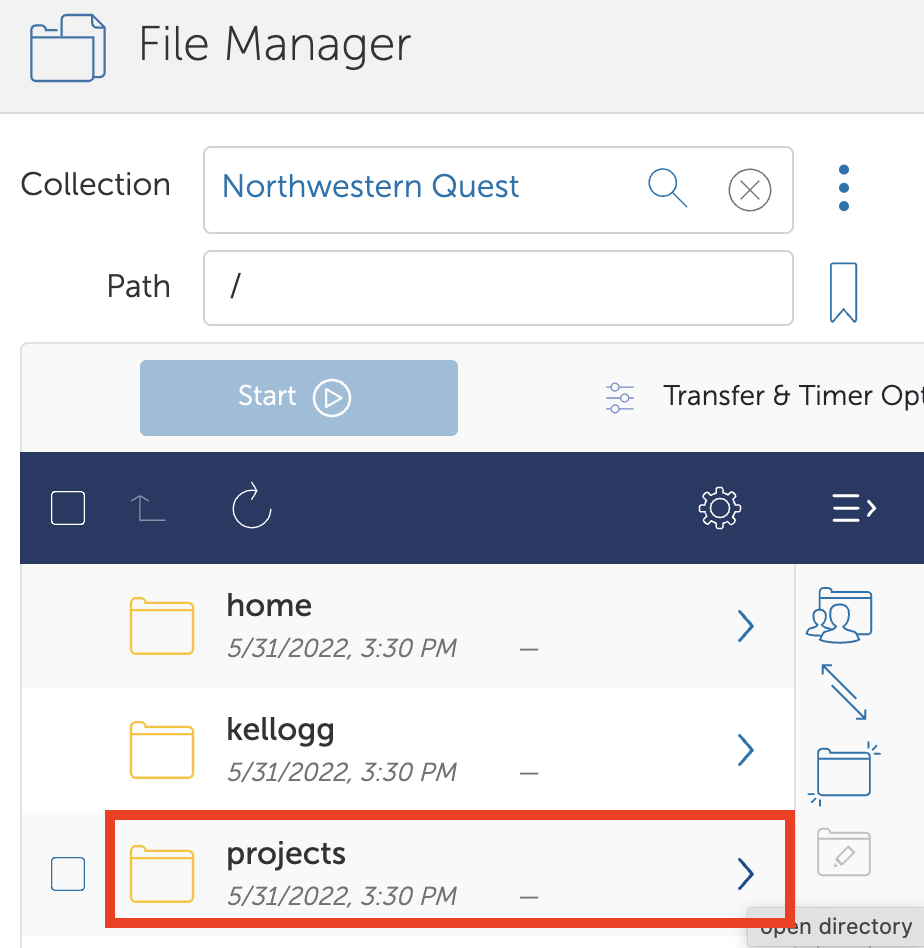 File Manager
Collection
Northwestern Quest
Path
/
Start
Transfer & Timer Opt
home
5/31/2022, 3:30 PM –
kellogg
5/31/2022, 3:30 PM –
projects
5/31/2022, 3:30 PM –
open directory